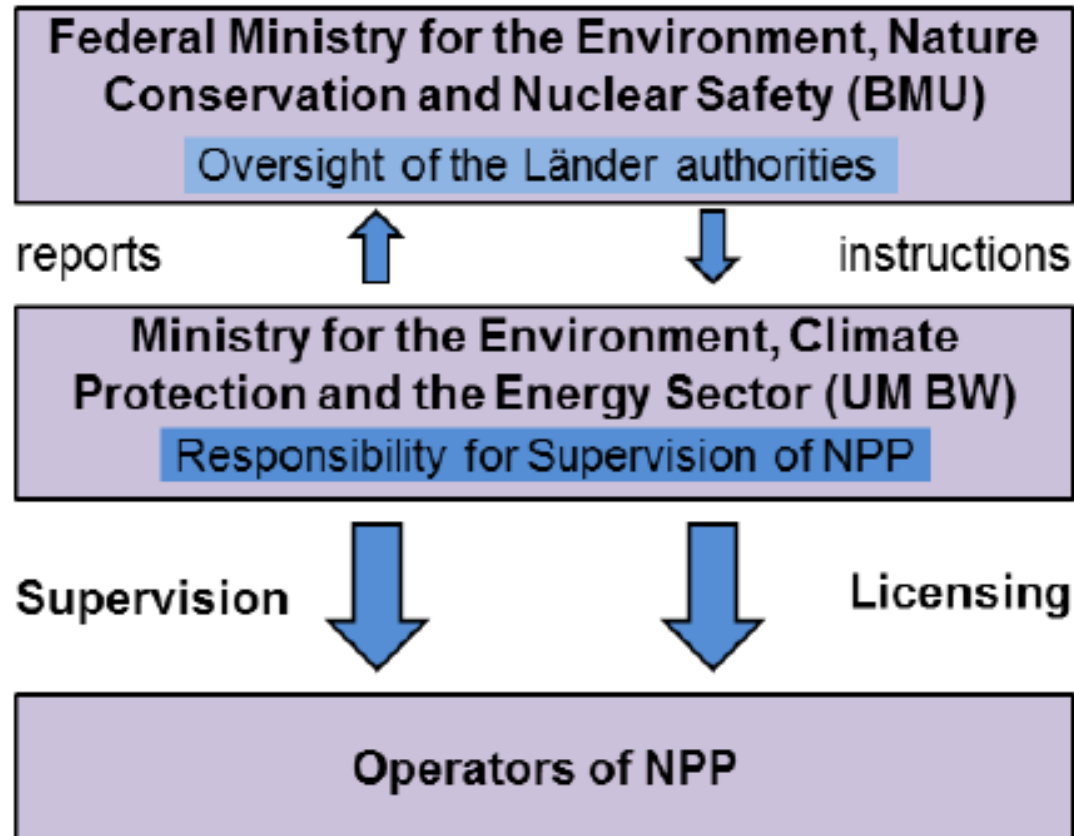 Federal Ministry for the Environment, Nature
Conservation and Nuclear Safety (BMU)
Oversight of the Länder authorities
reports
instructions
Ministry for the Environment, Climate
Protection and the Energy Sector (UM BW)
Responsibility for Supervision of NPP
Supervision
Licensing
Operators of NPP